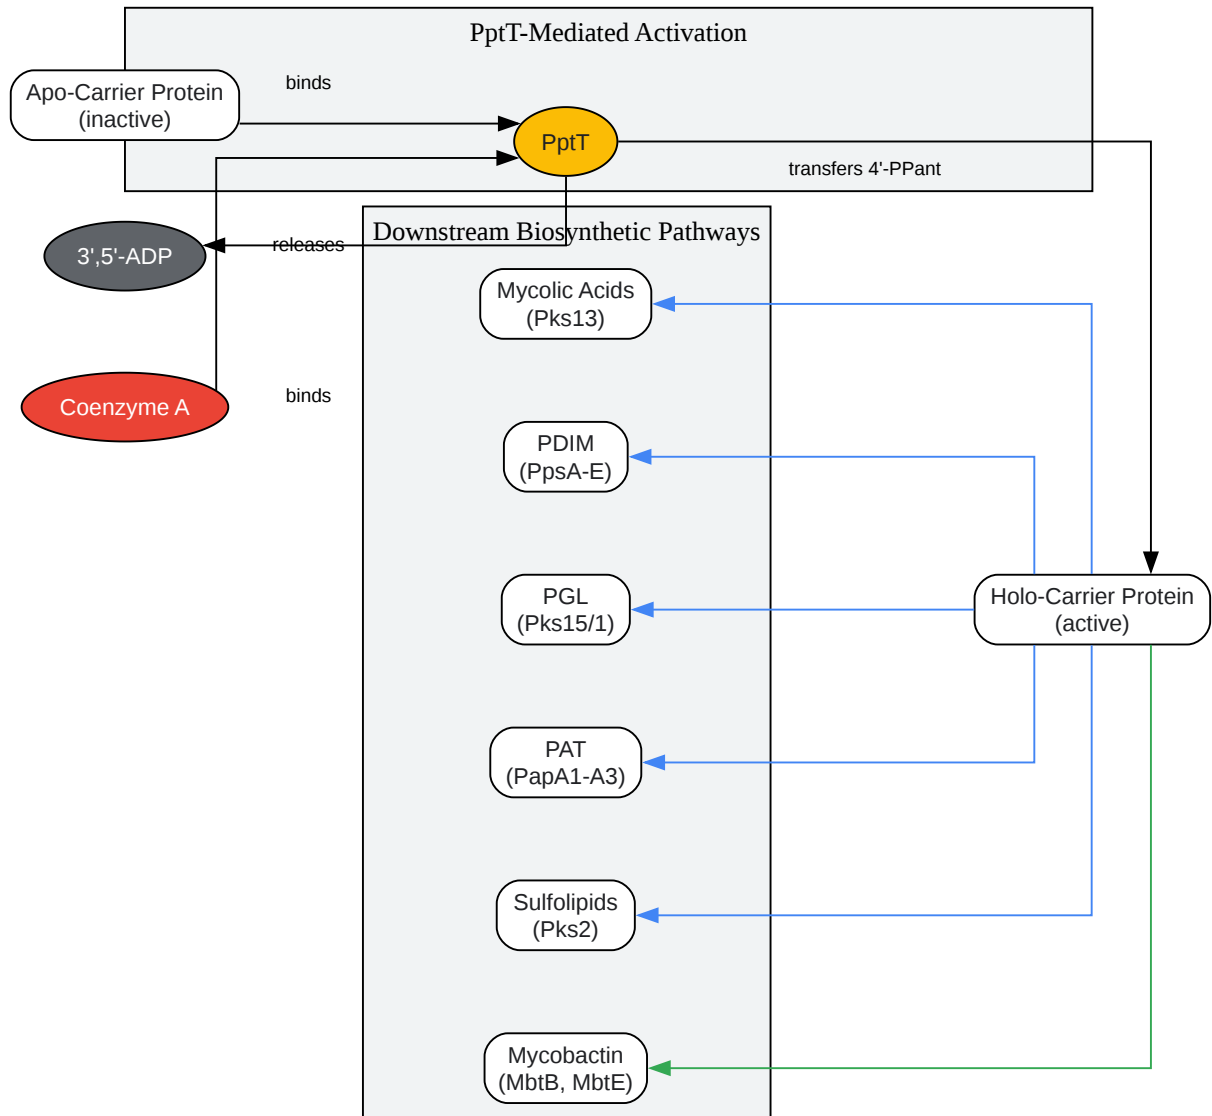 PptT-Mediated Activation
Apo-Carrier Protein
(inactive)
binds
PptT
transfers 4'-PPant
3',5'-ADP
releases
Downstream Biosynthetic Pathways
Mycolic Acids
(Pks13)
Coenzyme A
binds
PDIM
(PpsA-E)
PGL
(Pks15/1)
Holo-Carrier Protein
(active)
PAT
(PapA1-A3)
Sulfolipids
(Pks2)
Mycobactin
(MbtB, MbtE)